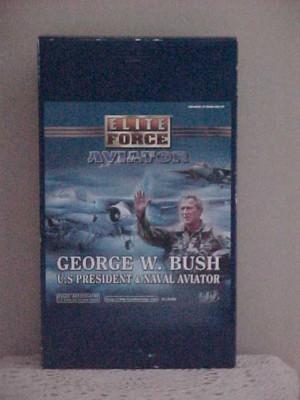 ELITE
FORCE
AVIATOR
GEORGE W. BUSH
U.S. PRESIDENT & NAVAL AVIATOR